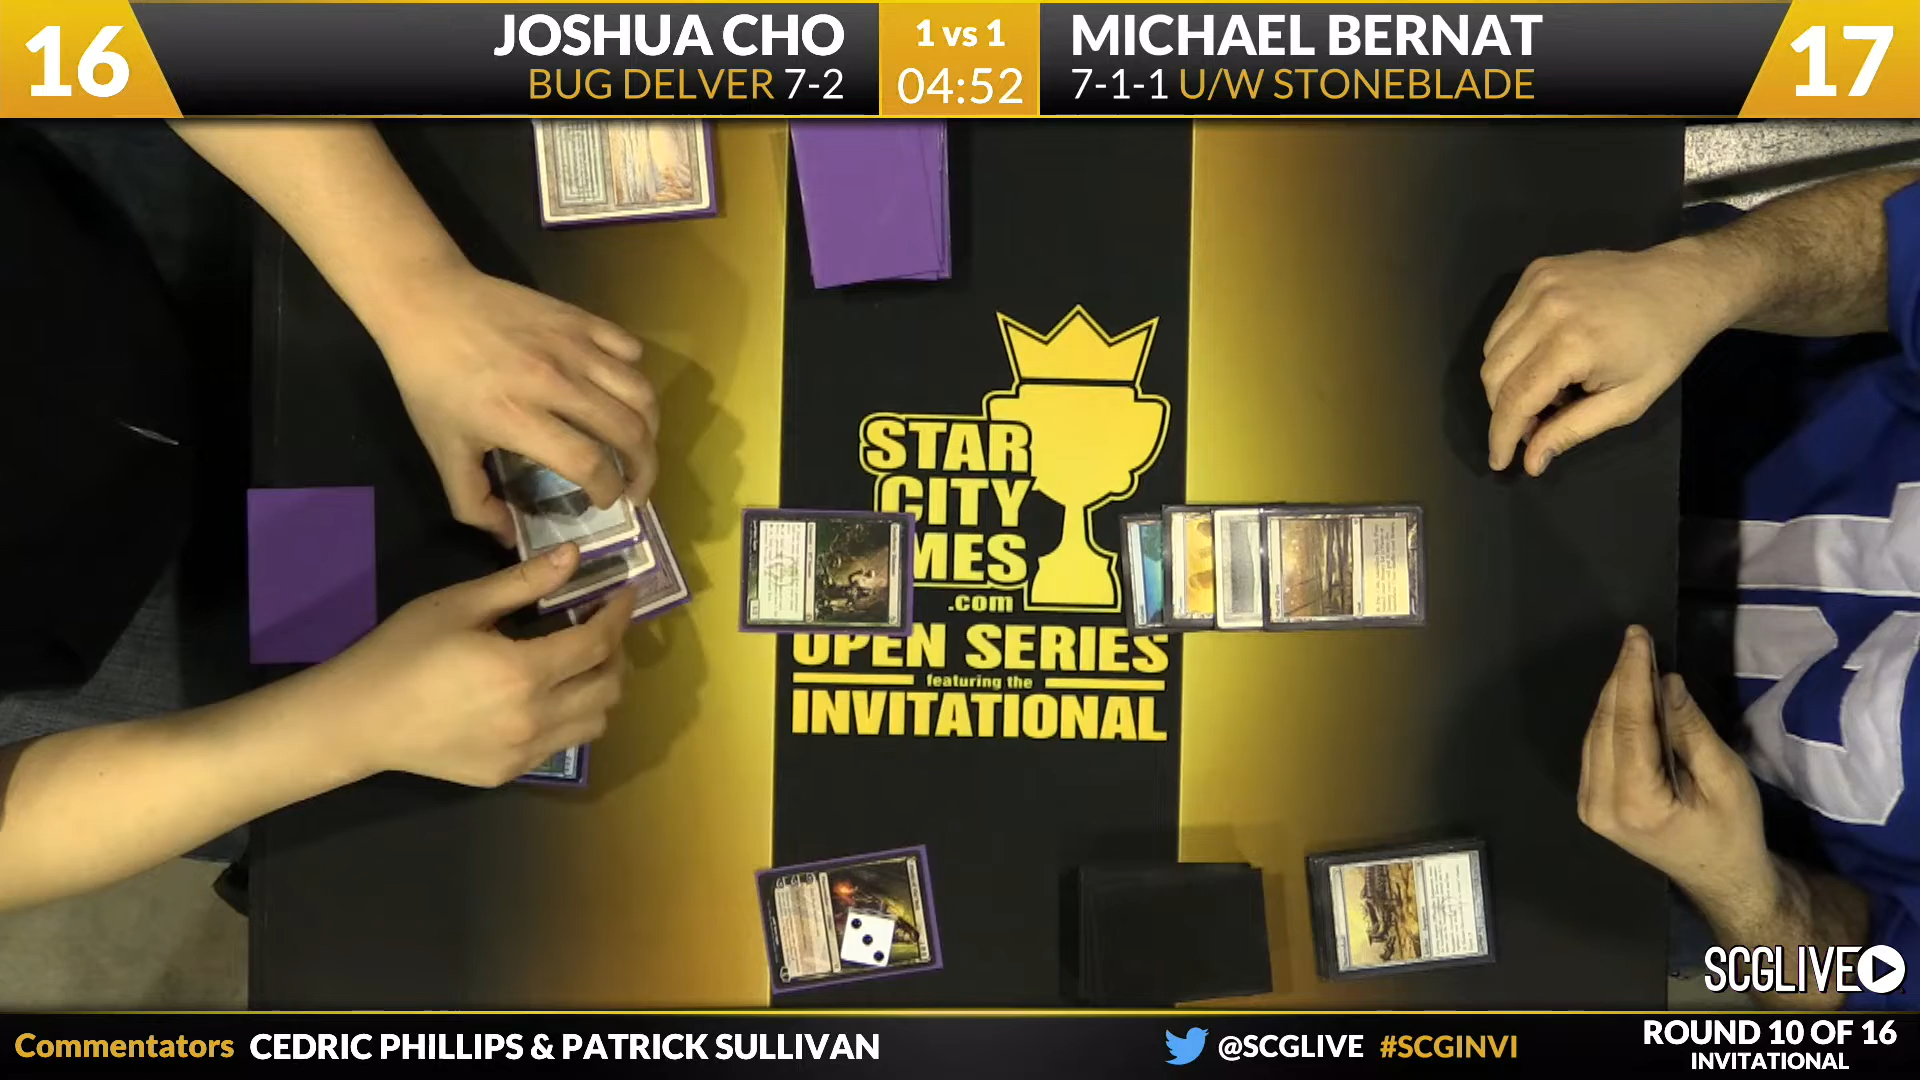 16
JOSHUA CHO
BUG DELVER 7-2
1 vs 1
04:52
MICHAEL BERNAT
7-1-1 U/W STONEBLADE
17
STAR
CITY
MES
.com
OPEN SERIES
featuring the
INVITATIONAL
SCGLIVE
Commentators CEDRIC PHILLIPS & PATRICK SULLIVAN
@SCGLIVE #SCGINVI
ROUND 10 OF 16
INVITATIONAL